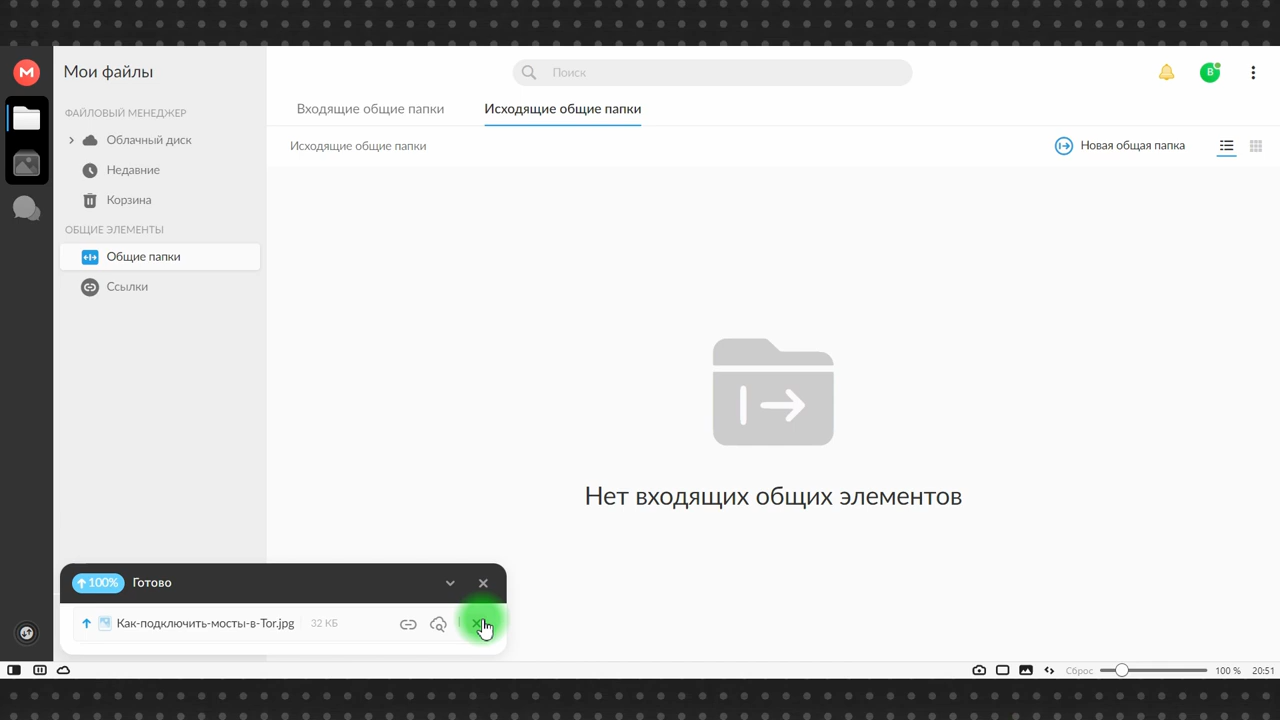 М
Мои файлы
Поиск
В
ФАЙЛОВЫЙ МЕНЕДЖЕР
Облачный диск
Недавние
Корзина
ОБЩИЕ ЭЛЕМЕНТЫ
Общие папки
Ссылки
Входящие общие папки
Исходящие общие папки
Исходящие общие папки
Новая общая папка
Нет входящих общих элементов
100%
Готово
Как-подключить-мосты-в-Tor.jpg
32 КБ
Сброс
100 %
20:51